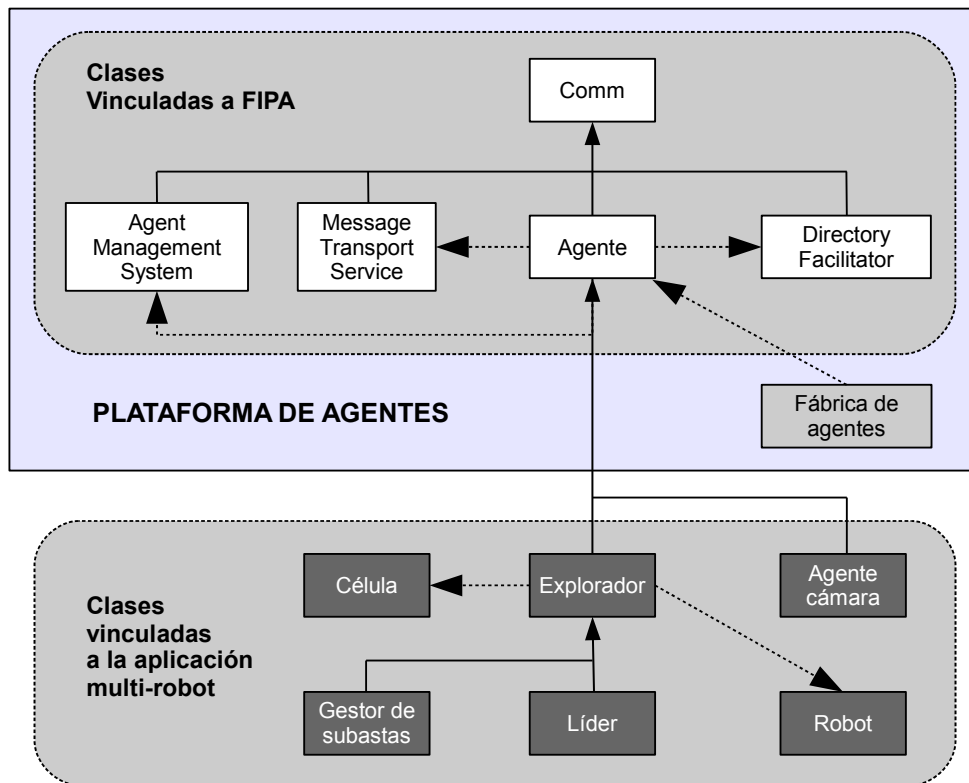 Clases
Vinculadas a FIPA
Comm
Agent
Management
System
Message
Transport
Service
Agente
Directory
Facilitator
PLATAFORMA DE AGENTES
Fábrica de
agentes
Clases
vinculadas
a la aplicación
multi-robot
Célula
Explorador
Agente
cámara
Gestor de
subastas
Líder
Robot